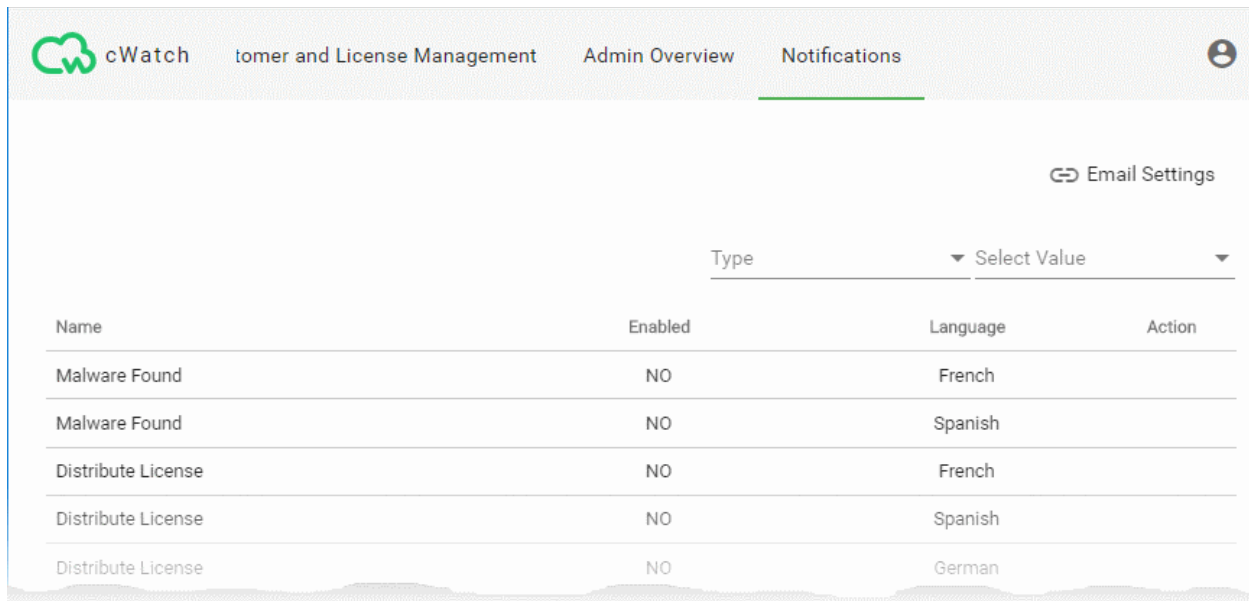 cWatch tomer and License Management Admin Overview Notifications
Email Settings
Type Select Value
Name Enabled Language Action
Malware Found NO French
Malware Found NO Spanish
Distribute License NO French
Distribute License NO Spanish
Distribute License NO German